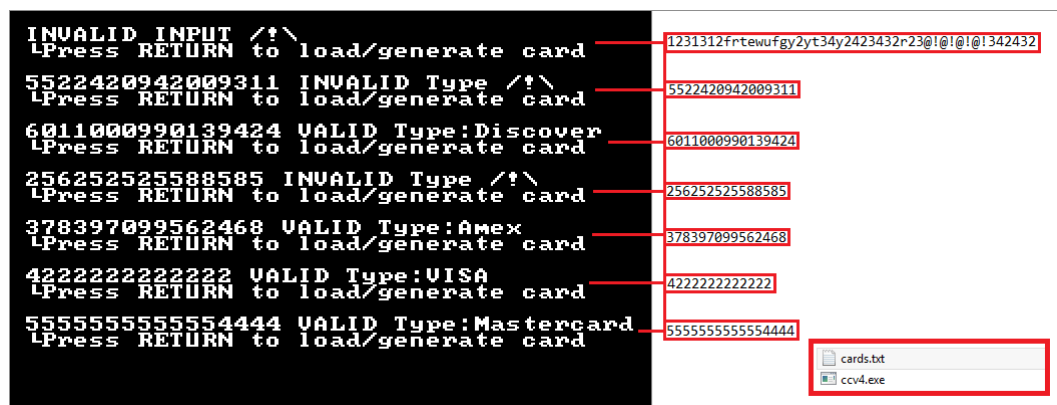 INVALID INPUT /!\
└Press RETURN to load/generate card
1231312frtewufgy2yt34y2423432r23@!@!@!@!342432
5522420942009311 INVALID Type /!\
└Press RETURN to load/generate card
5522420942009311
6011000990139424 VALID Type:Discover
└Press RETURN to load/generate card
6011000990139424
256252525588585 INVALID Type /!\
└Press RETURN to load/generate card
256252525588585
378397099562468 VALID Type:Amex
└Press RETURN to load/generate card
378397099562468
4222222222222 VALID Type:VISA
└Press RETURN to load/generate card
4222222222222
5555555555554444 VALID Type:Mastercard
└Press RETURN to load/generate card
5555555555554444
cards.txt
ccv4.exe